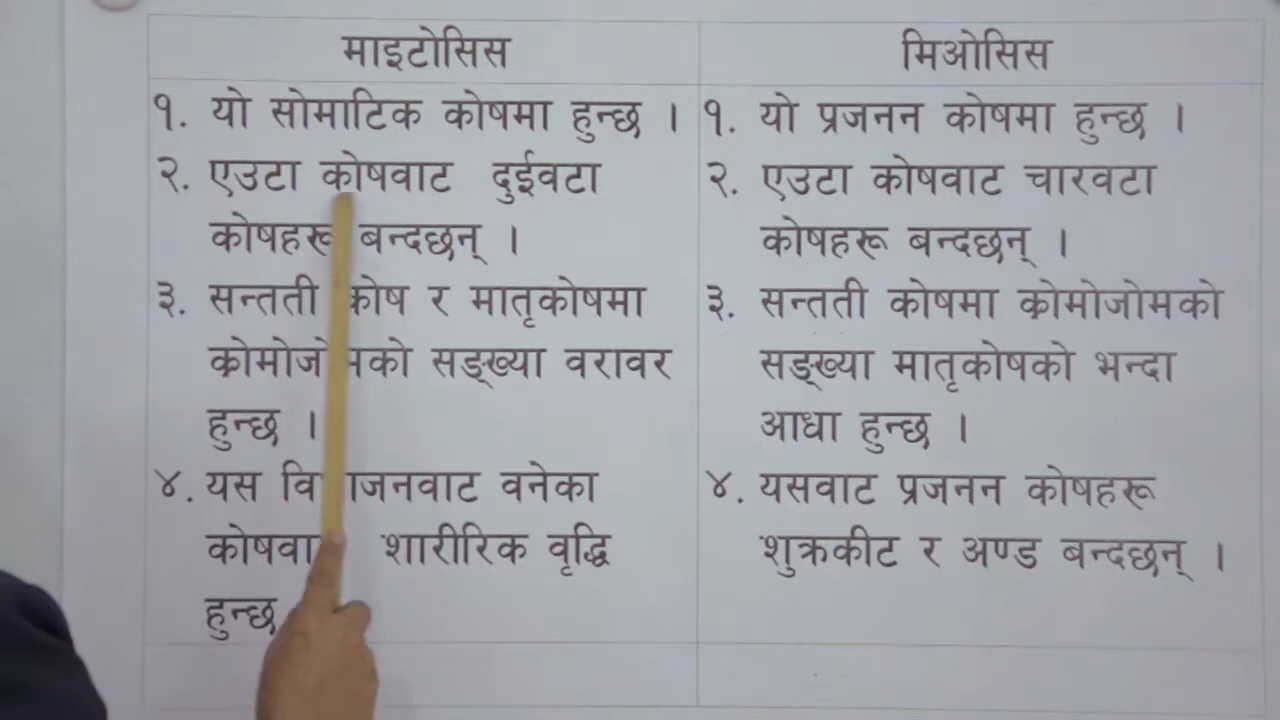 माइटोसिस
१. यो सोमाटिक कोषमा हुन्छ ।
२. एउटा कोषवाट दुईवटा
कोषहरू बन्दछन् ।
३. सन्तती कोष र मातृकोषमा
क्रोमोजोमको सङ्ख्या वरावर
हुन्छ ।
४. यस विभाजनवाट वनेका
शारीरिक वृद्धि
हुन्छ
मिओसिस
१. यो प्रजनन कोषमा हुन्छ ।
२. एउटा कोषवाट चारवटा
कोषहरू बन्दछन् ।
३. सन्तती कोषमा क्रोमोजोमको
सङ्ख्या मातृकोषको भन्दा
आधा हुन्छ ।
४. यसवाट प्रजनन कोषहरू
शुक्रकीट र अण्ड बन्दछन् ।